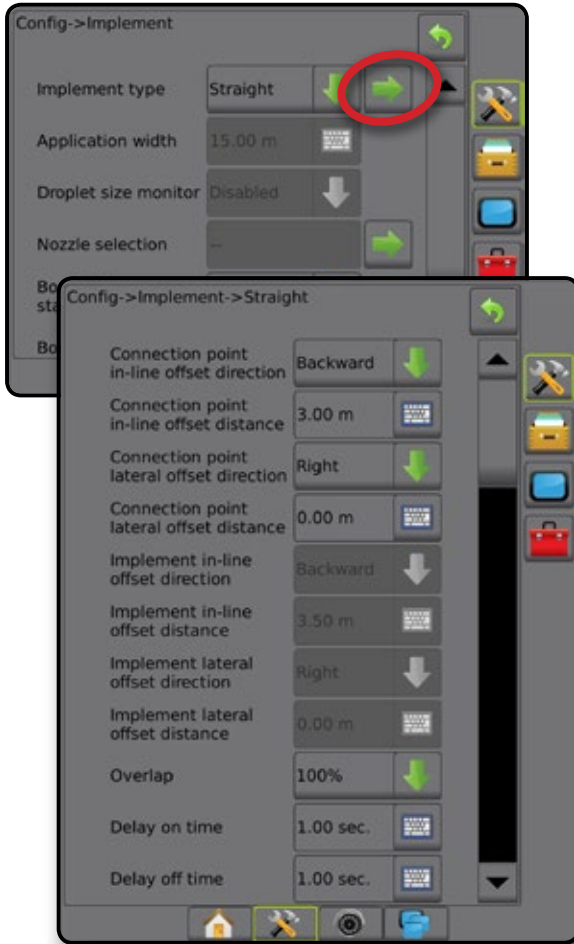 Config->Implement
Implement type Straight
Application width 15.00 m
Droplet size monitor Disabled
Nozzle selection --
Bo
sta
Bo
Config->Implement->Straight
Connection point
in-line offset direction Backward
Connection point
in-line offset distance 3.00 m
Connection point
lateral offset direction Right
Connection point
lateral offset distance 0.00 m
Implement in-line
offset direction Backward
Implement in-line
offset distance 3.50 m
Implement lateral
offset direction Right
Implement lateral
offset distance 0.00 m
Overlap 100%
Delay on time 1.00 sec.
Delay off time 1.00 sec.